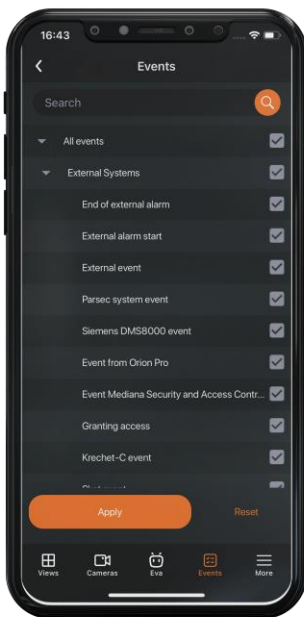 16:43
Events
Search
All events
External Systems
End of external alarm
External alarm start
External event
Parsec system event
Siemens DMS8000 event
Event from Orion Pro
Event Mediana Security and Access Contr...
Granting access
Krechet-C event
Apply
Reset
Views
Cameras
Eva
Events
More